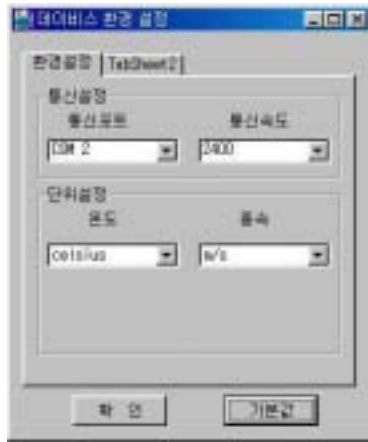 데이비스 환경 설정
환경설정 TabSheet2
통신설정
통신포트 통신속도
COM 2 2400
단위설정
온도 풍속
celsius m/s
확 인 기본값